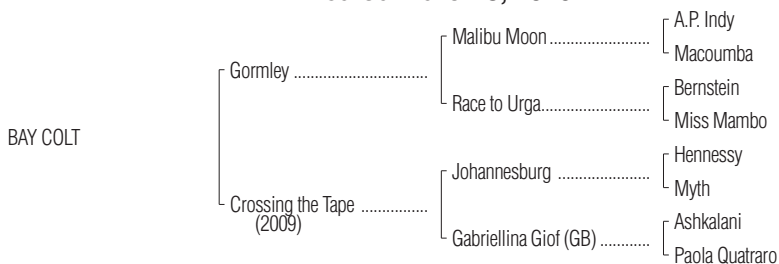 A.P. Indy
Malibu Moon
Macoumba
Gormley
Bernstein
Race to Urga
Miss Mambo
BAY COLT
Hennessy
Johannesburg
Myth
Crossing the Tape
(2009)
Ashkalani
Gabriellina Giof (GB)
Paola Quatraro